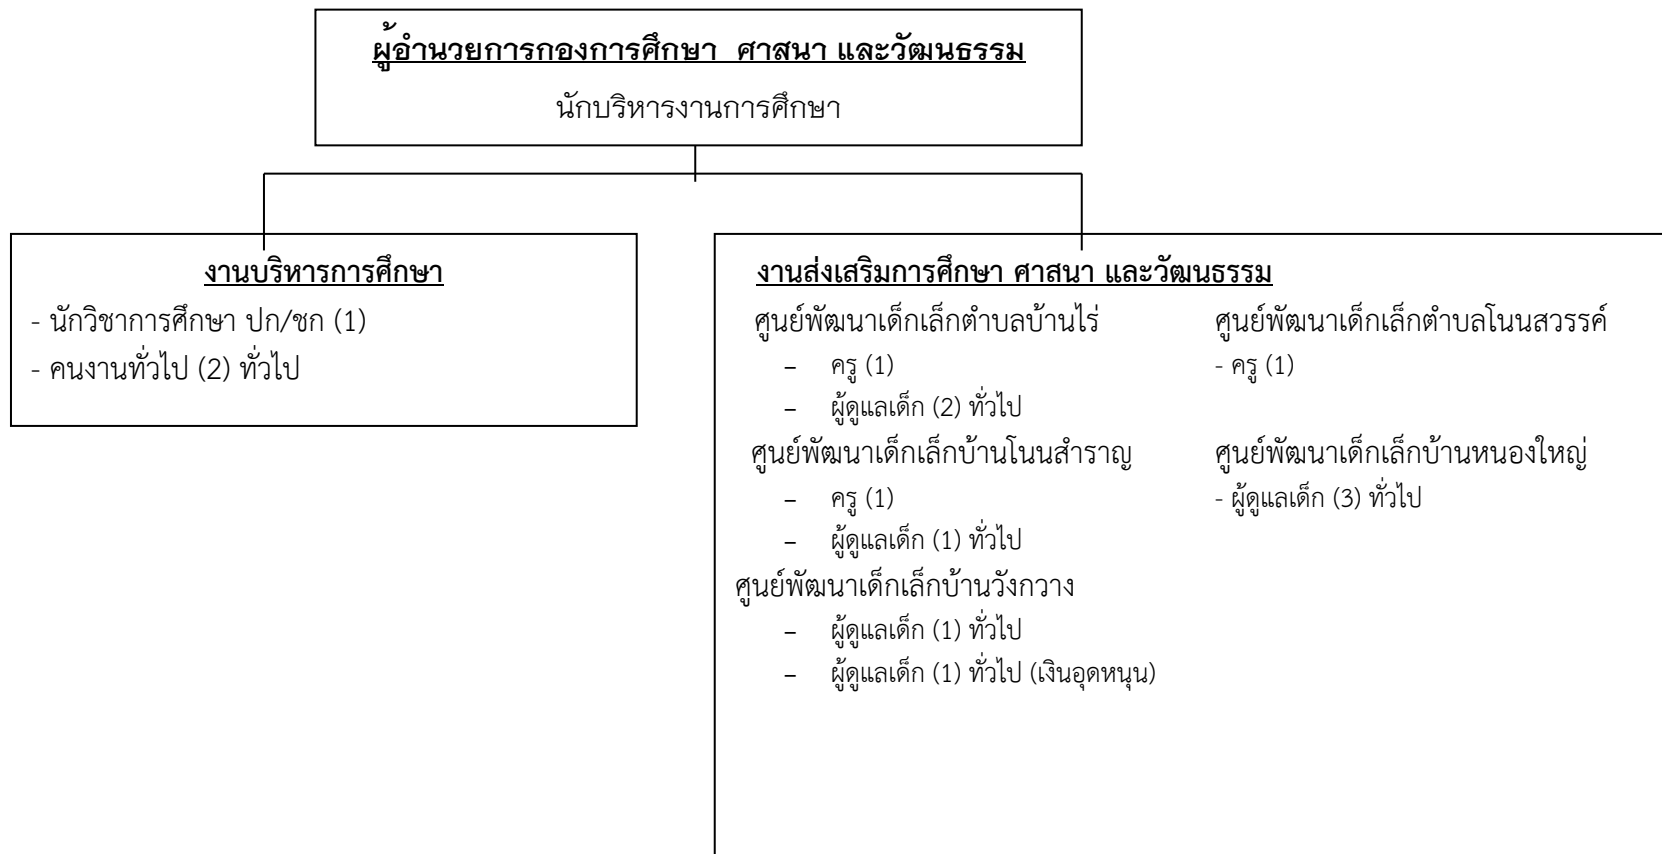 ผู้อำนวยการกองการศึกษา ศาสนา และวัฒนธรรม
นักบริหารงานการศึกษา
งานบริหารการศึกษา
- นักวิชาการศึกษา ปก/ชก (1)
- คนงานทั่วไป (2) ทั่วไป
งานส่งเสริมการศึกษา ศาสนา และวัฒนธรรม
ศูนย์พัฒนาเด็กเล็กตำบลบ้านไร่
– ครู (1)
– ผู้ดูแลเด็ก (2) ทั่วไป
ศูนย์พัฒนาเด็กเล็กตำบลโนนสวรรค์
- ครู (1)
ศูนย์พัฒนาเด็กเล็กบ้านโนนสำราญ
– ครู (1)
– ผู้ดูแลเด็ก (1) ทั่วไป
ศูนย์พัฒนาเด็กเล็กบ้านหนองใหญ่
- ผู้ดูแลเด็ก (3) ทั่วไป
ศูนย์พัฒนาเด็กเล็กบ้านวังกวาง
– ผู้ดูแลเด็ก (1) ทั่วไป
– ผู้ดูแลเด็ก (1) ทั่วไป (เงินอุดหนุน)